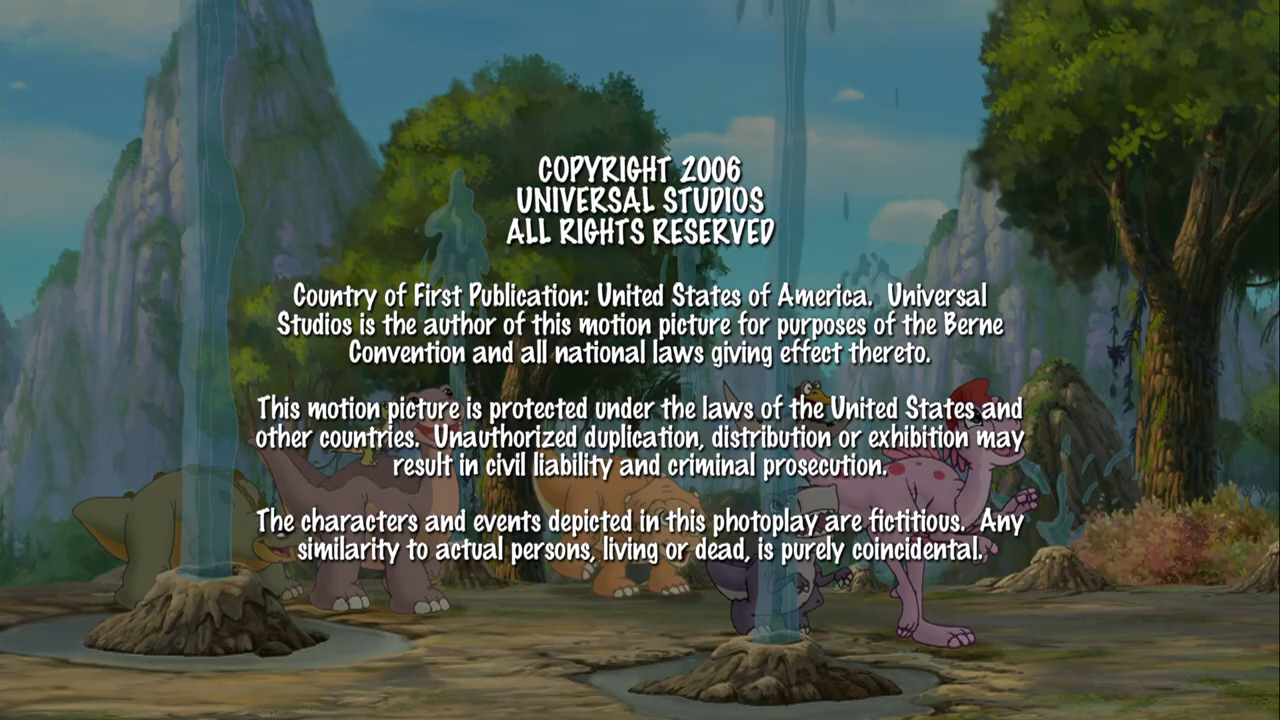 COPYRIGHT 2006
UNIVERSAL STUDIOS
ALL RIGHTS RESERVED
Country of First Publication: United States of America.  Universal
Studios is the author of this motion picture for purposes of the Berne
Convention and all national laws giving effect thereto.
This motion picture is protected under the laws of the United States and
other countries.  Unauthorized duplication, distribution or exhibition may
result in civil liability and criminal prosecution.
The characters and events depicted in this photoplay are fictitious.  Any
similarity to actual persons, living or dead, is purely coincidental.